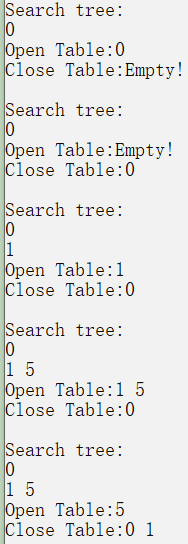 Search tree:
0
Open Table:0
Close Table:Empty!
Search tree:
0
Open Table:Empty!
Close Table:0
Search tree:
0
1
Open Table:1
Close Table:0
Search tree:
0
1 5
Open Table:1 5
Close Table:0
Search tree:
0
1 5
Open Table:5
Close Table:0 1